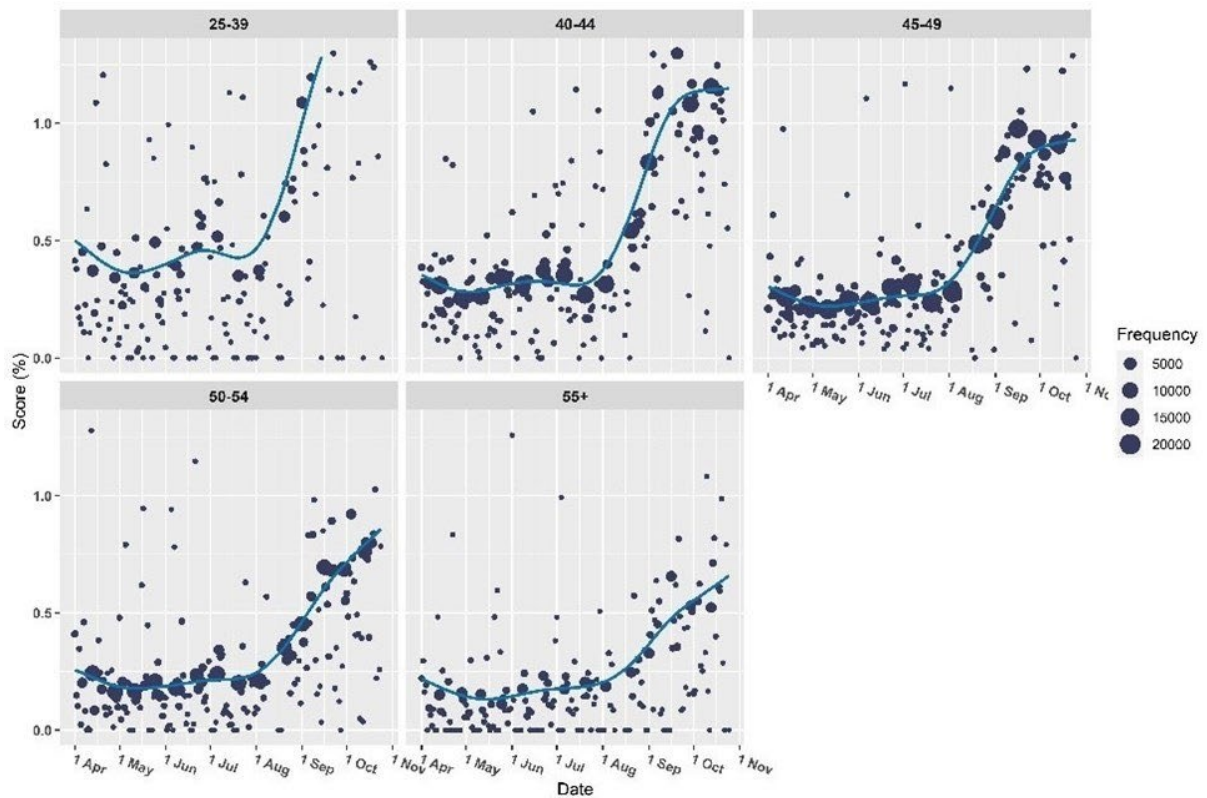 25-39 40-44 45-49
1.0
0.5
0.0
1 Apr 1 May 1 Jun 1 Jul 1 Aug 1 Sep 1 Oct 1 Nov
Score (%)
Frequency
5000
10000
15000
20000
50-54 55+
1.0
0.5
0.0
1 Apr 1 May 1 Jun 1 Jul 1 Aug 1 Sep 1 Oct 1 Nov 1 Apr 1 May 1 Jun 1 Jul 1 Aug 1 Sep 1 Oct 1 Nov
Date